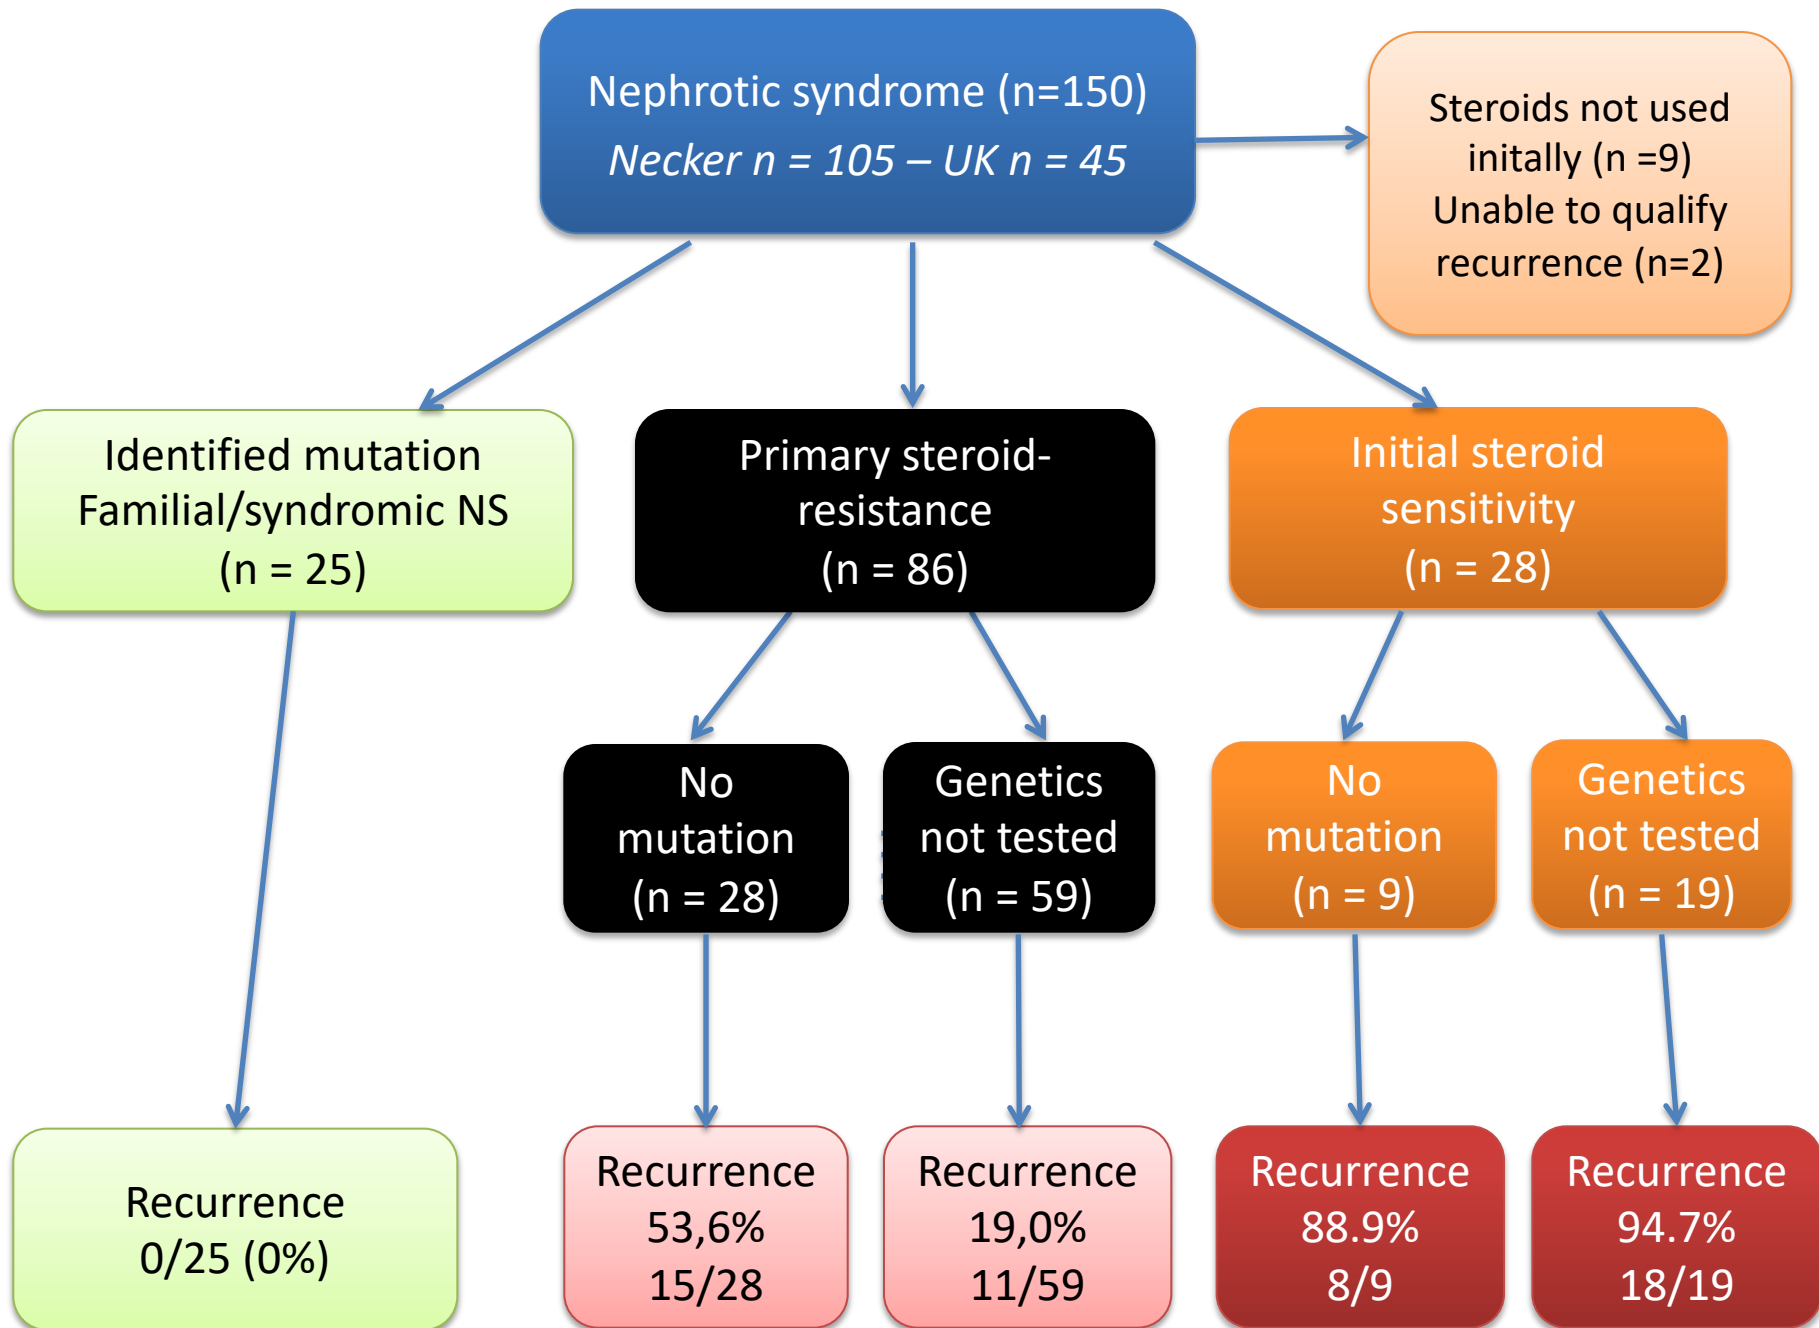 Nephrotic syndrome (n=150)
Necker n = 105 – UK n = 45
Steroids not used
initally (n =9)
Unable to qualify
recurrence (n=2)
Identified mutation
Familial/syndromic NS
(n = 25)
Primary steroid-
resistance
(n = 86)
Initial steroid
sensitivity
(n = 28)
No
mutation
(n = 28)
Genetics
not tested
(n = 59)
No
mutation
(n = 9)
Genetics
not tested
(n = 19)
Recurrence
0/25 (0%)
Recurrence
53,6%
15/28
Recurrence
19,0%
11/59
Recurrence
88.9%
8/9
Recurrence
94.7%
18/19